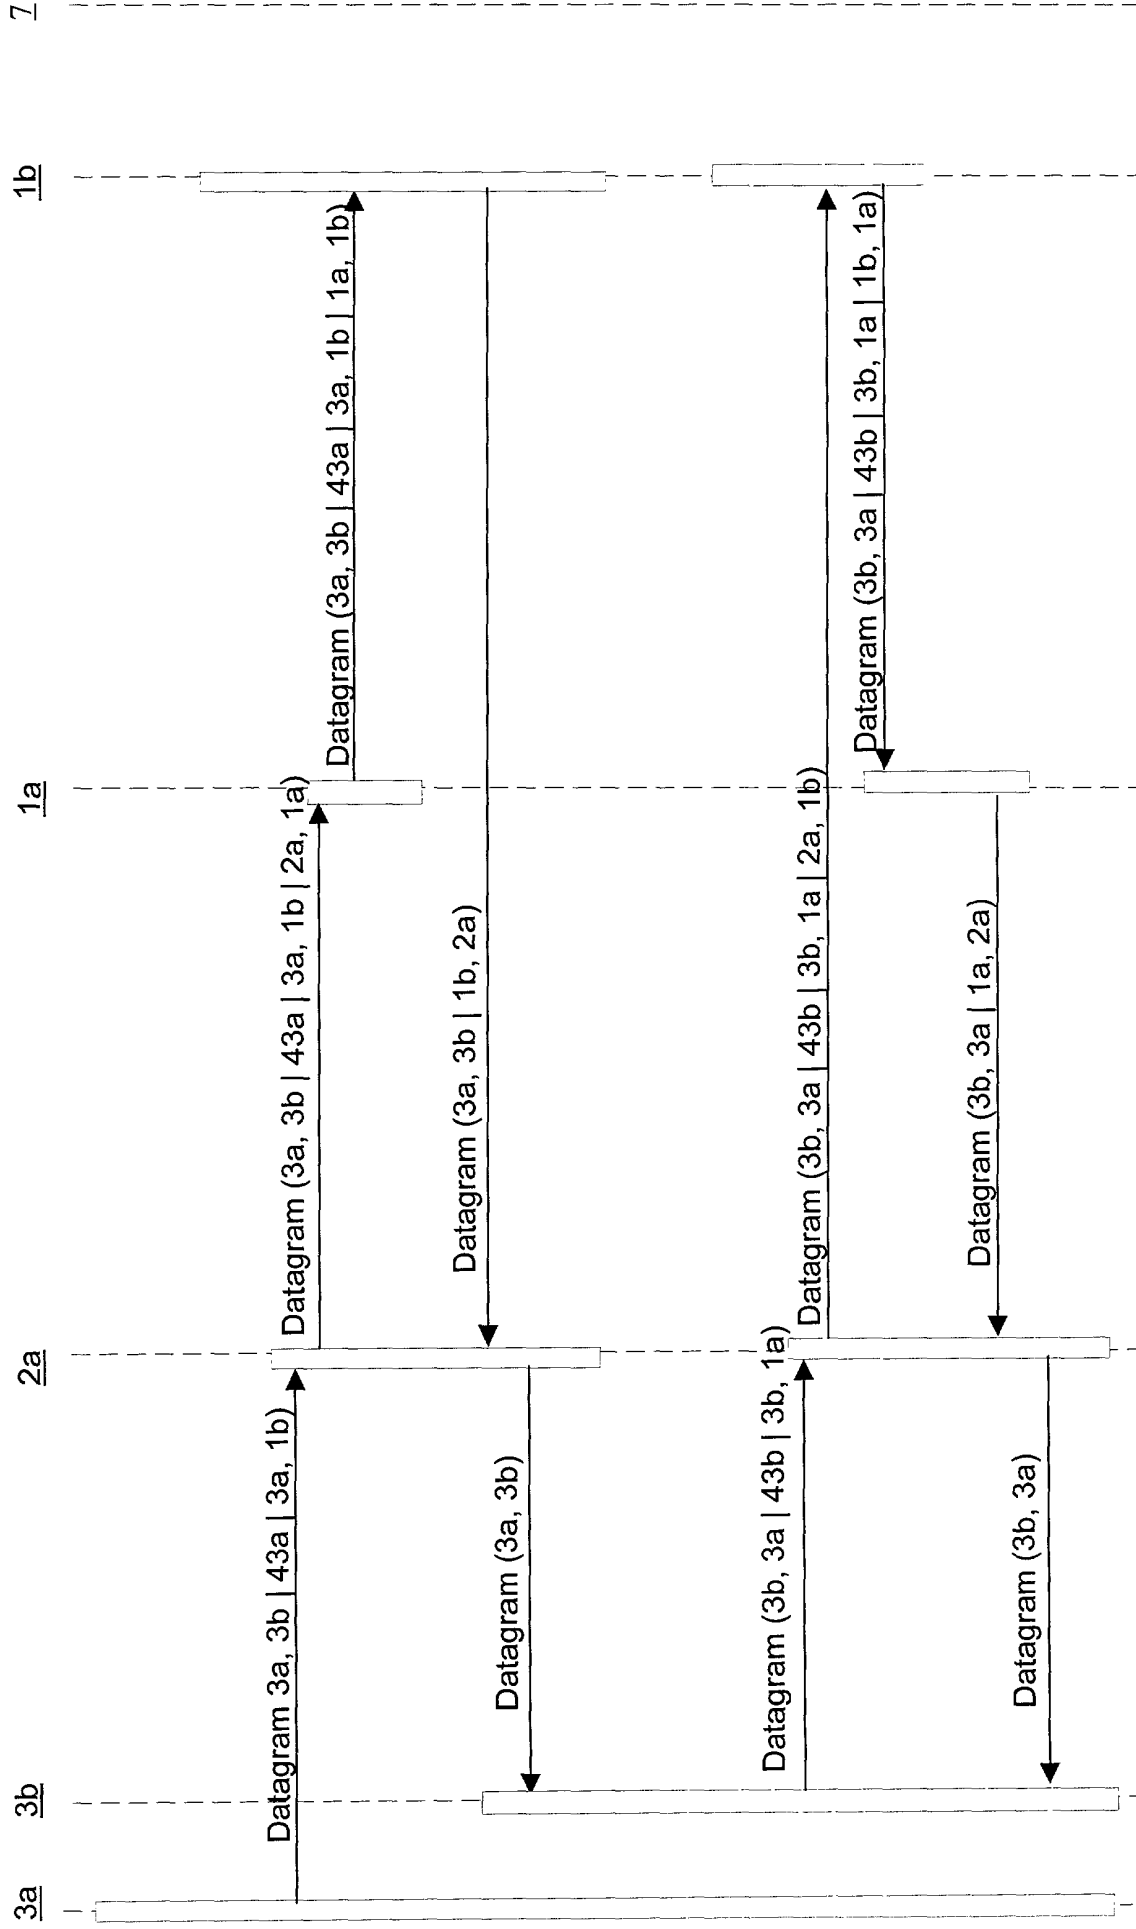 3a
3b
2a
1a
1b
7
Datagram 3a, 3b | 43a | 3a, 1b)
Datagram (3a, 3b | 43a | 3a, 1b | 2a, 1a)
Datagram (3a, 3b | 43a | 3a, 1b | 1a, 1b)
Datagram (3a, 3b | 1b, 2a)
Datagram (3a, 3b)
Datagram (3b, 3a | 43b | 3b, 1a)
Datagram (3b, 3a | 43b | 3b, 1a | 2a, 1b)
Datagram (3b, 3a | 43b | 3b, 1a | 1b, 1a)
Datagram (3b, 3a | 1a, 2a)
Datagram (3b, 3a)